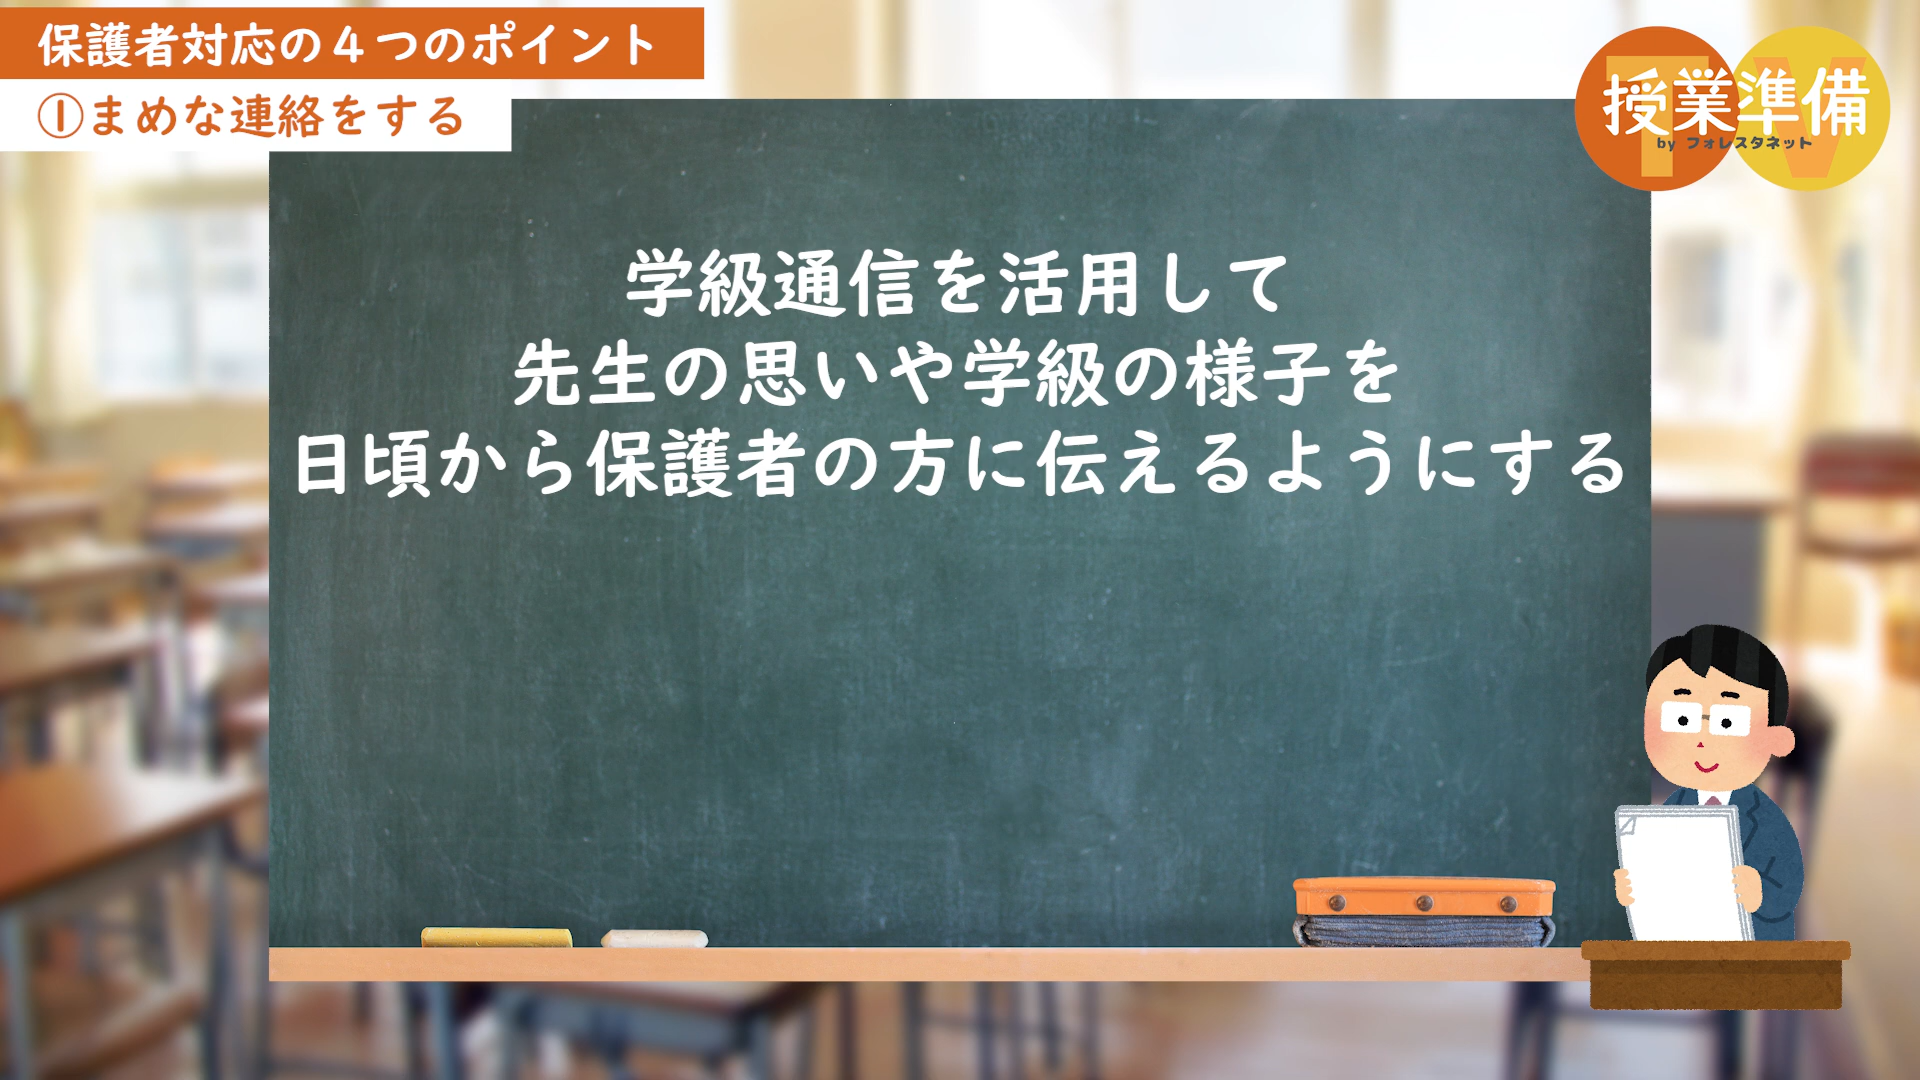 保護者対応の４つのポイント
①まめな連絡をする
TV
授業準備
by フォレスタネット
学級通信を活用して
先生の思いや学級の様子を
日頃から保護者の方に伝えるようにする